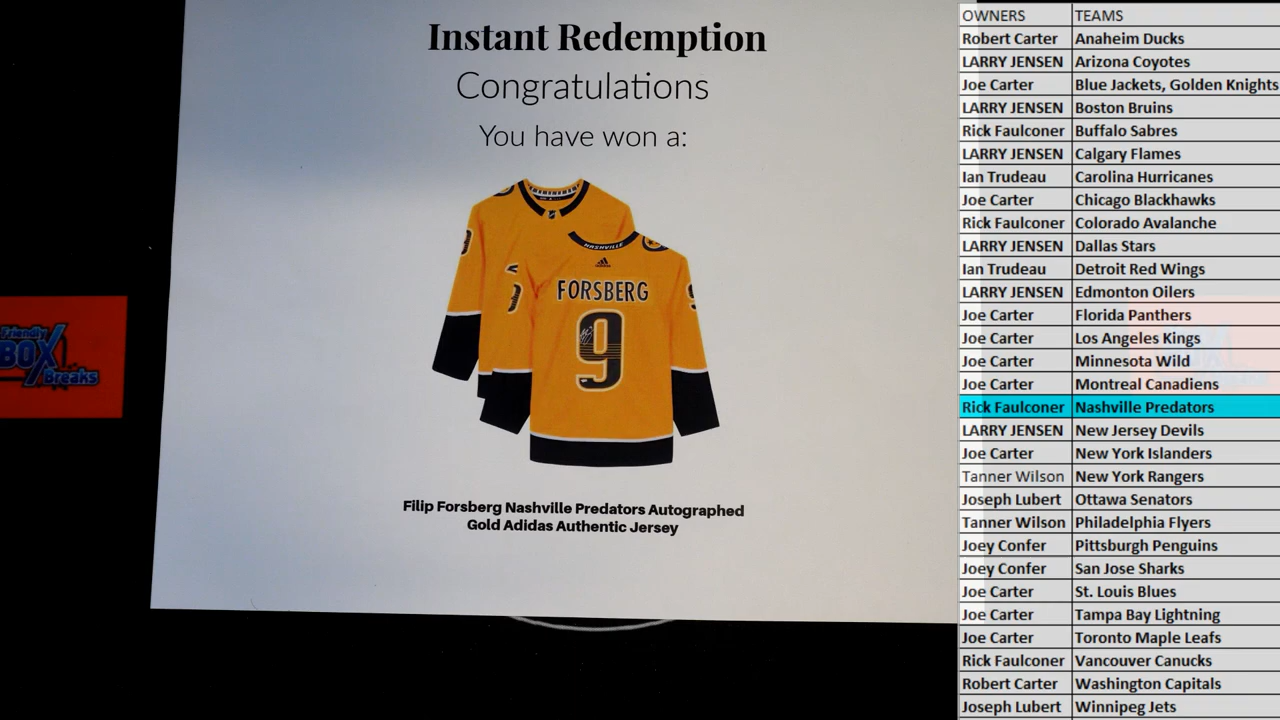 Instant Redemption
Congratulations
You have won a:
NASHVILLE
FORSBERG
9
Filip Forsberg Nashville Predators Autographed
Gold Adidas Authentic Jersey
Friendly
BOX
Breaks
OWNERS TEAMS
Robert Carter Anaheim Ducks
LARRY JENSEN Arizona Coyotes
Joe Carter Blue Jackets, Golden Knights
LARRY JENSEN Boston Bruins
Rick Faulconer Buffalo Sabres
LARRY JENSEN Calgary Flames
Ian Trudeau Carolina Hurricanes
Joe Carter Chicago Blackhawks
Rick Faulconer Colorado Avalanche
LARRY JENSEN Dallas Stars
Ian Trudeau Detroit Red Wings
LARRY JENSEN Edmonton Oilers
Joe Carter Florida Panthers
Joe Carter Los Angeles Kings
Joe Carter Minnesota Wild
Joe Carter Montreal Canadiens
Rick Faulconer Nashville Predators
LARRY JENSEN New Jersey Devils
Joe Carter New York Islanders
Tanner Wilson New York Rangers
Joseph Lubert Ottawa Senators
Tanner Wilson Philadelphia Flyers
Joey Confer Pittsburgh Penguins
Joey Confer San Jose Sharks
Joe Carter St. Louis Blues
Joe Carter Tampa Bay Lightning
Joe Carter Toronto Maple Leafs
Rick Faulconer Vancouver Canucks
Robert Carter Washington Capitals
Joseph Lubert Winnipeg Jets